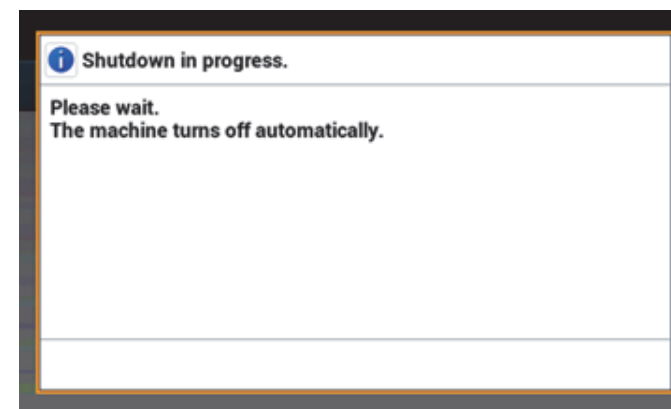 Shutdown in progress.
Please wait.
The machine turns off automatically.